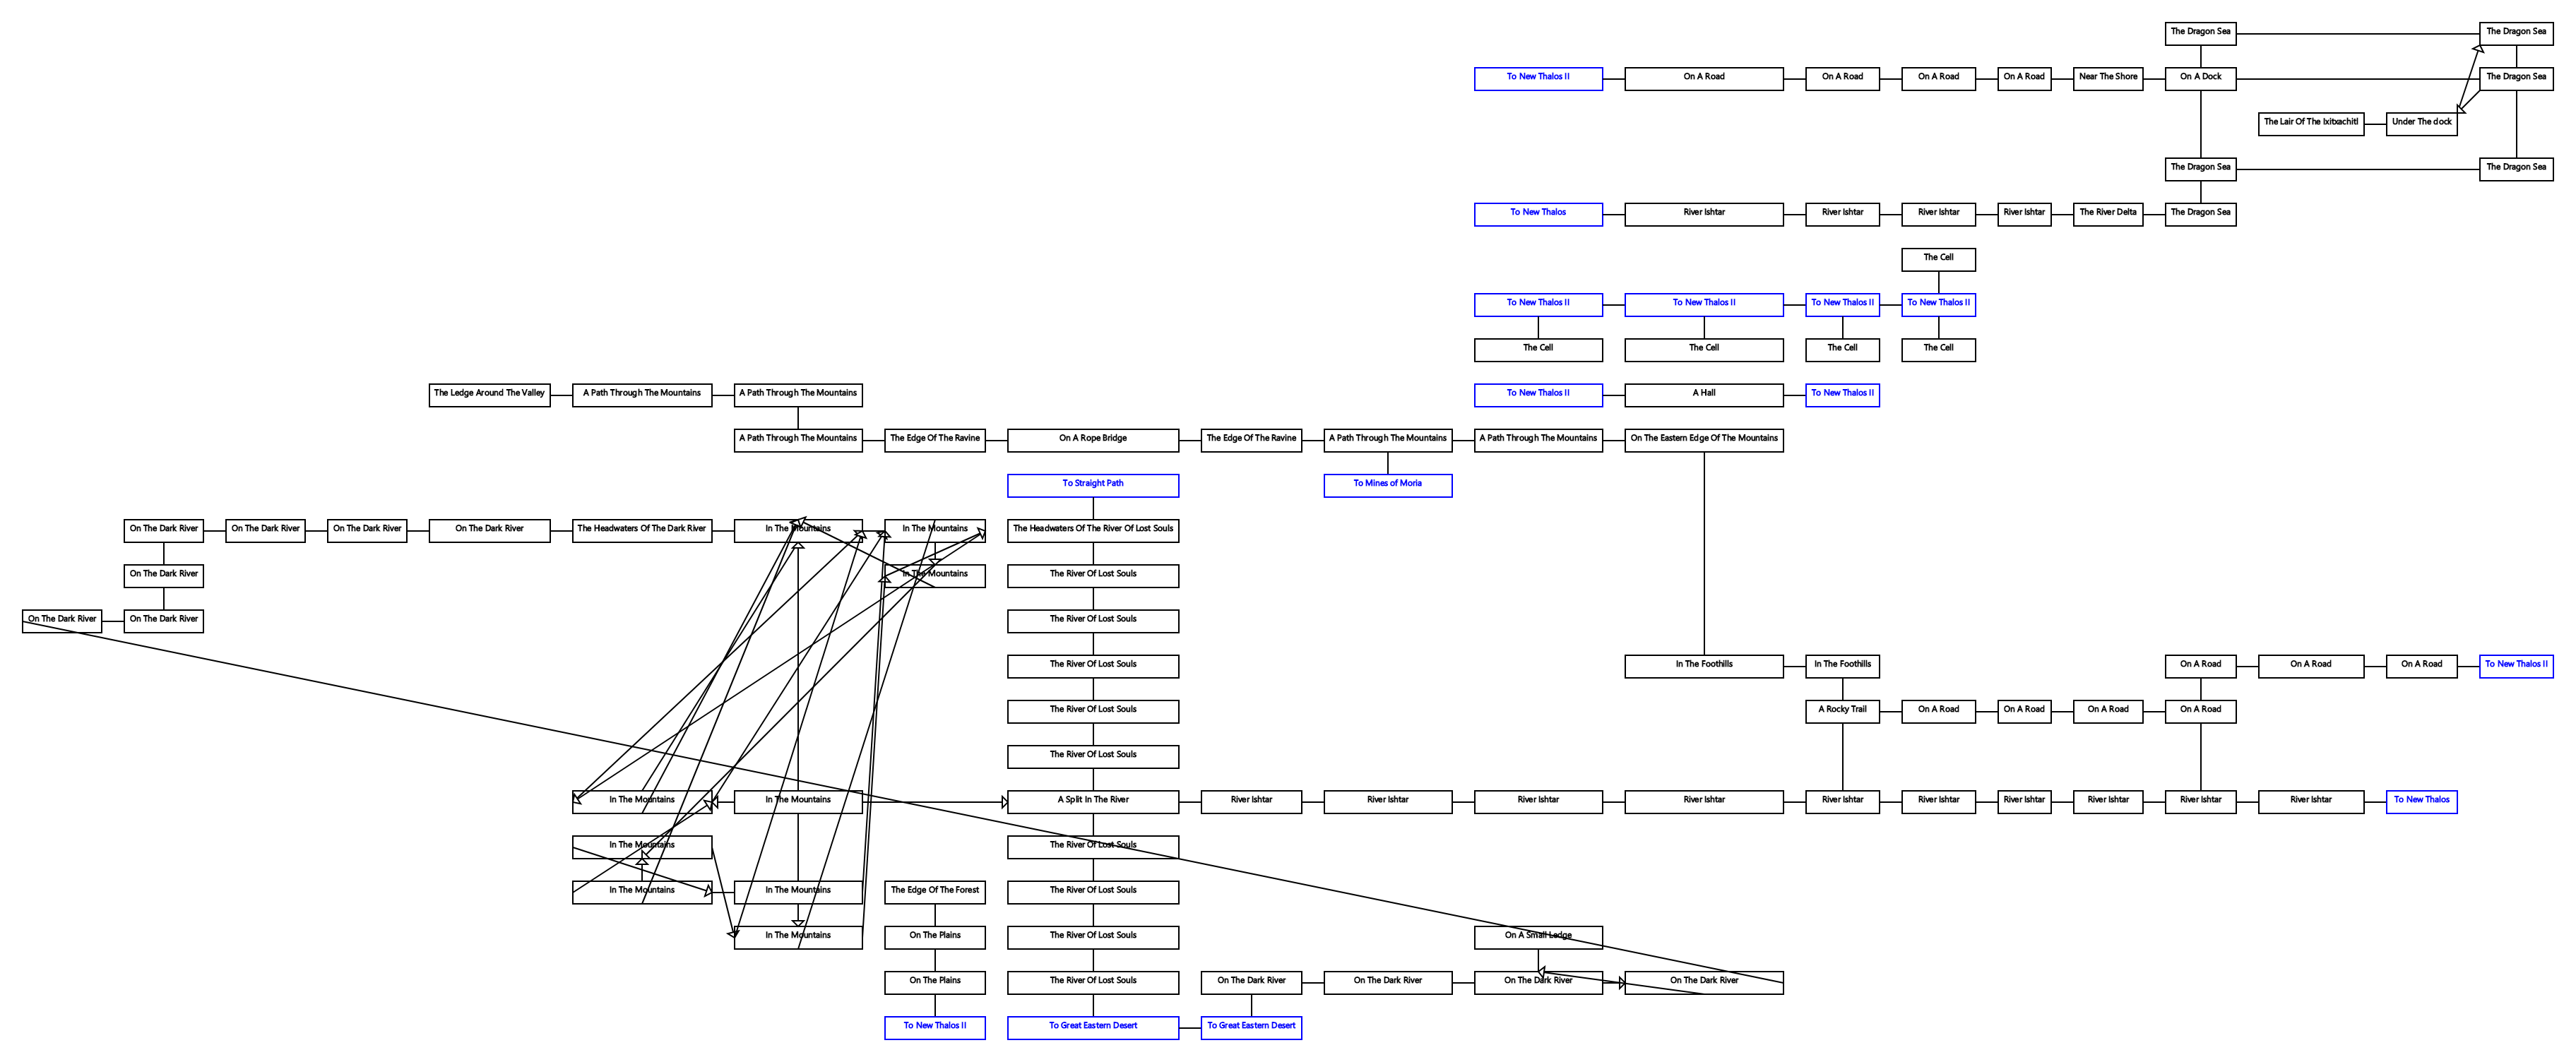 The Dragon Sea
The Dragon Sea
To New Thalos II
On A Road
On A Road
On A Road
On A Road
Near The Shore
On A Dock
The Dragon Sea
The Lair Of The Ixitxachitl
Under The dock
The Dragon Sea
The Dragon Sea
To New Thalos
River Ishtar
River Ishtar
River Ishtar
River Ishtar
The River Delta
The Dragon Sea
The Cell
To New Thalos II
To New Thalos II
To New Thalos II
To New Thalos II
The Cell
The Cell
The Cell
The Cell
The Ledge Around The Valley
A Path Through The Mountains
A Path Through The Mountains
To New Thalos II
A Hall
To New Thalos II
A Path Through The Mountains
The Edge Of The Ravine
On A Rope Bridge
The Edge Of The Ravine
A Path Through The Mountains
A Path Through The Mountains
On The Eastern Edge Of The Mountains
To Straight Path
To Mines of Moria
On The Dark River
On The Dark River
On The Dark River
On The Dark River
The Headwaters Of The Dark River
In The Mountains
In The Mountains
The Headwaters Of The River Of Lost Souls
On The Dark River
In The Mountains
The River Of Lost Souls
On The Dark River
On The Dark River
The River Of Lost Souls
The River Of Lost Souls
In The Foothills
In The Foothills
On A Road
On A Road
On A Road
To New Thalos II
The River Of Lost Souls
A Rocky Trail
On A Road
On A Road
On A Road
On A Road
The River Of Lost Souls
In The Mountains
In The Mountains
A Split In The River
River Ishtar
River Ishtar
River Ishtar
River Ishtar
River Ishtar
River Ishtar
River Ishtar
River Ishtar
River Ishtar
River Ishtar
To New Thalos
In The Mountains
The River Of Lost Souls
In The Mountains
In The Mountains
The Edge Of The Forest
The River Of Lost Souls
In The Mountains
On The Plains
The River Of Lost Souls
On A Small Ledge
On The Plains
The River Of Lost Souls
On The Dark River
On The Dark River
On The Dark River
On The Dark River
To New Thalos II
To Great Eastern Desert
To Great Eastern Desert